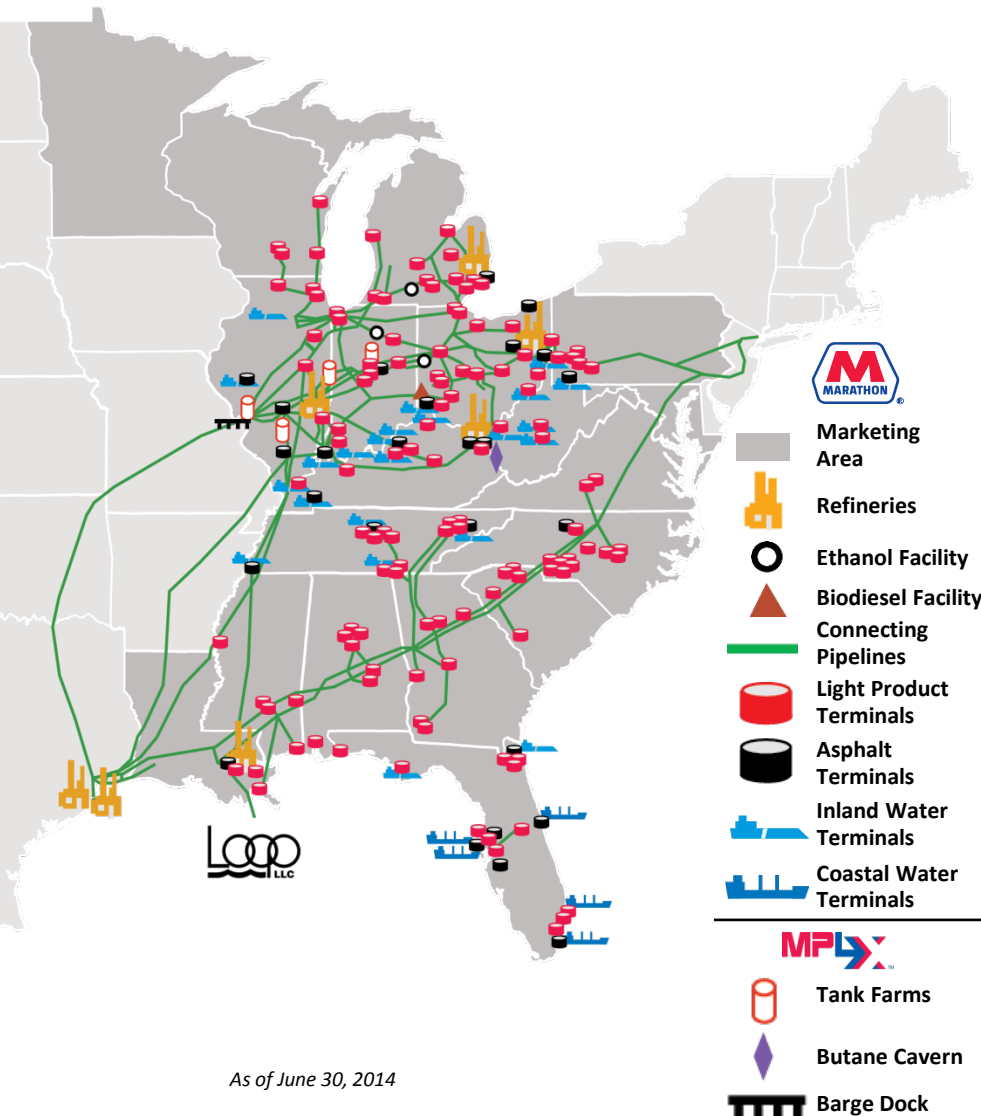 M
MARATHON
®
Marketing
Area
Refineries
Ethanol Facility
Biodiesel Facility
Connecting
Pipelines
Light Product
Terminals
Asphalt
Terminals
Inland Water
Terminals
Coastal Water
Terminals
MPLX
TM
Tank Farms
Butane Cavern
Barge Dock
LOOP
LLC
As of June 30, 2014